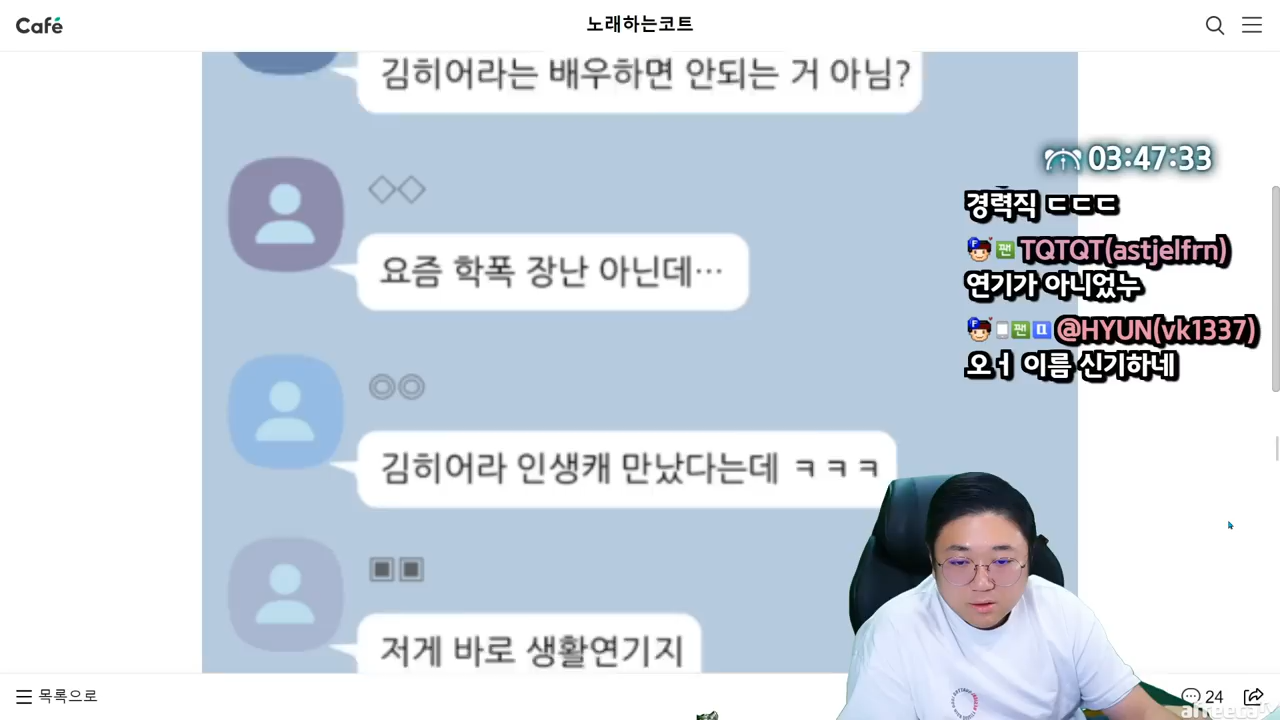 Café
노래하는코트
김히어라는 배우하면 안되는 거 아님?
◇◇
요즘 학폭 장난 아닌데…
◎◎
김히어라 인생캐 만났다는데 ㅋㅋㅋ
▣▣
저게 바로 생활연기지
03:47:33
경력직 ㄷㄷㄷ
F 팬 TQTQT(astjelfrn)
연기가 아니었누
F 팬 @HYUN(vk1337)
오ㅓ 이름 신기하네
목록으로
24
afreecaTV